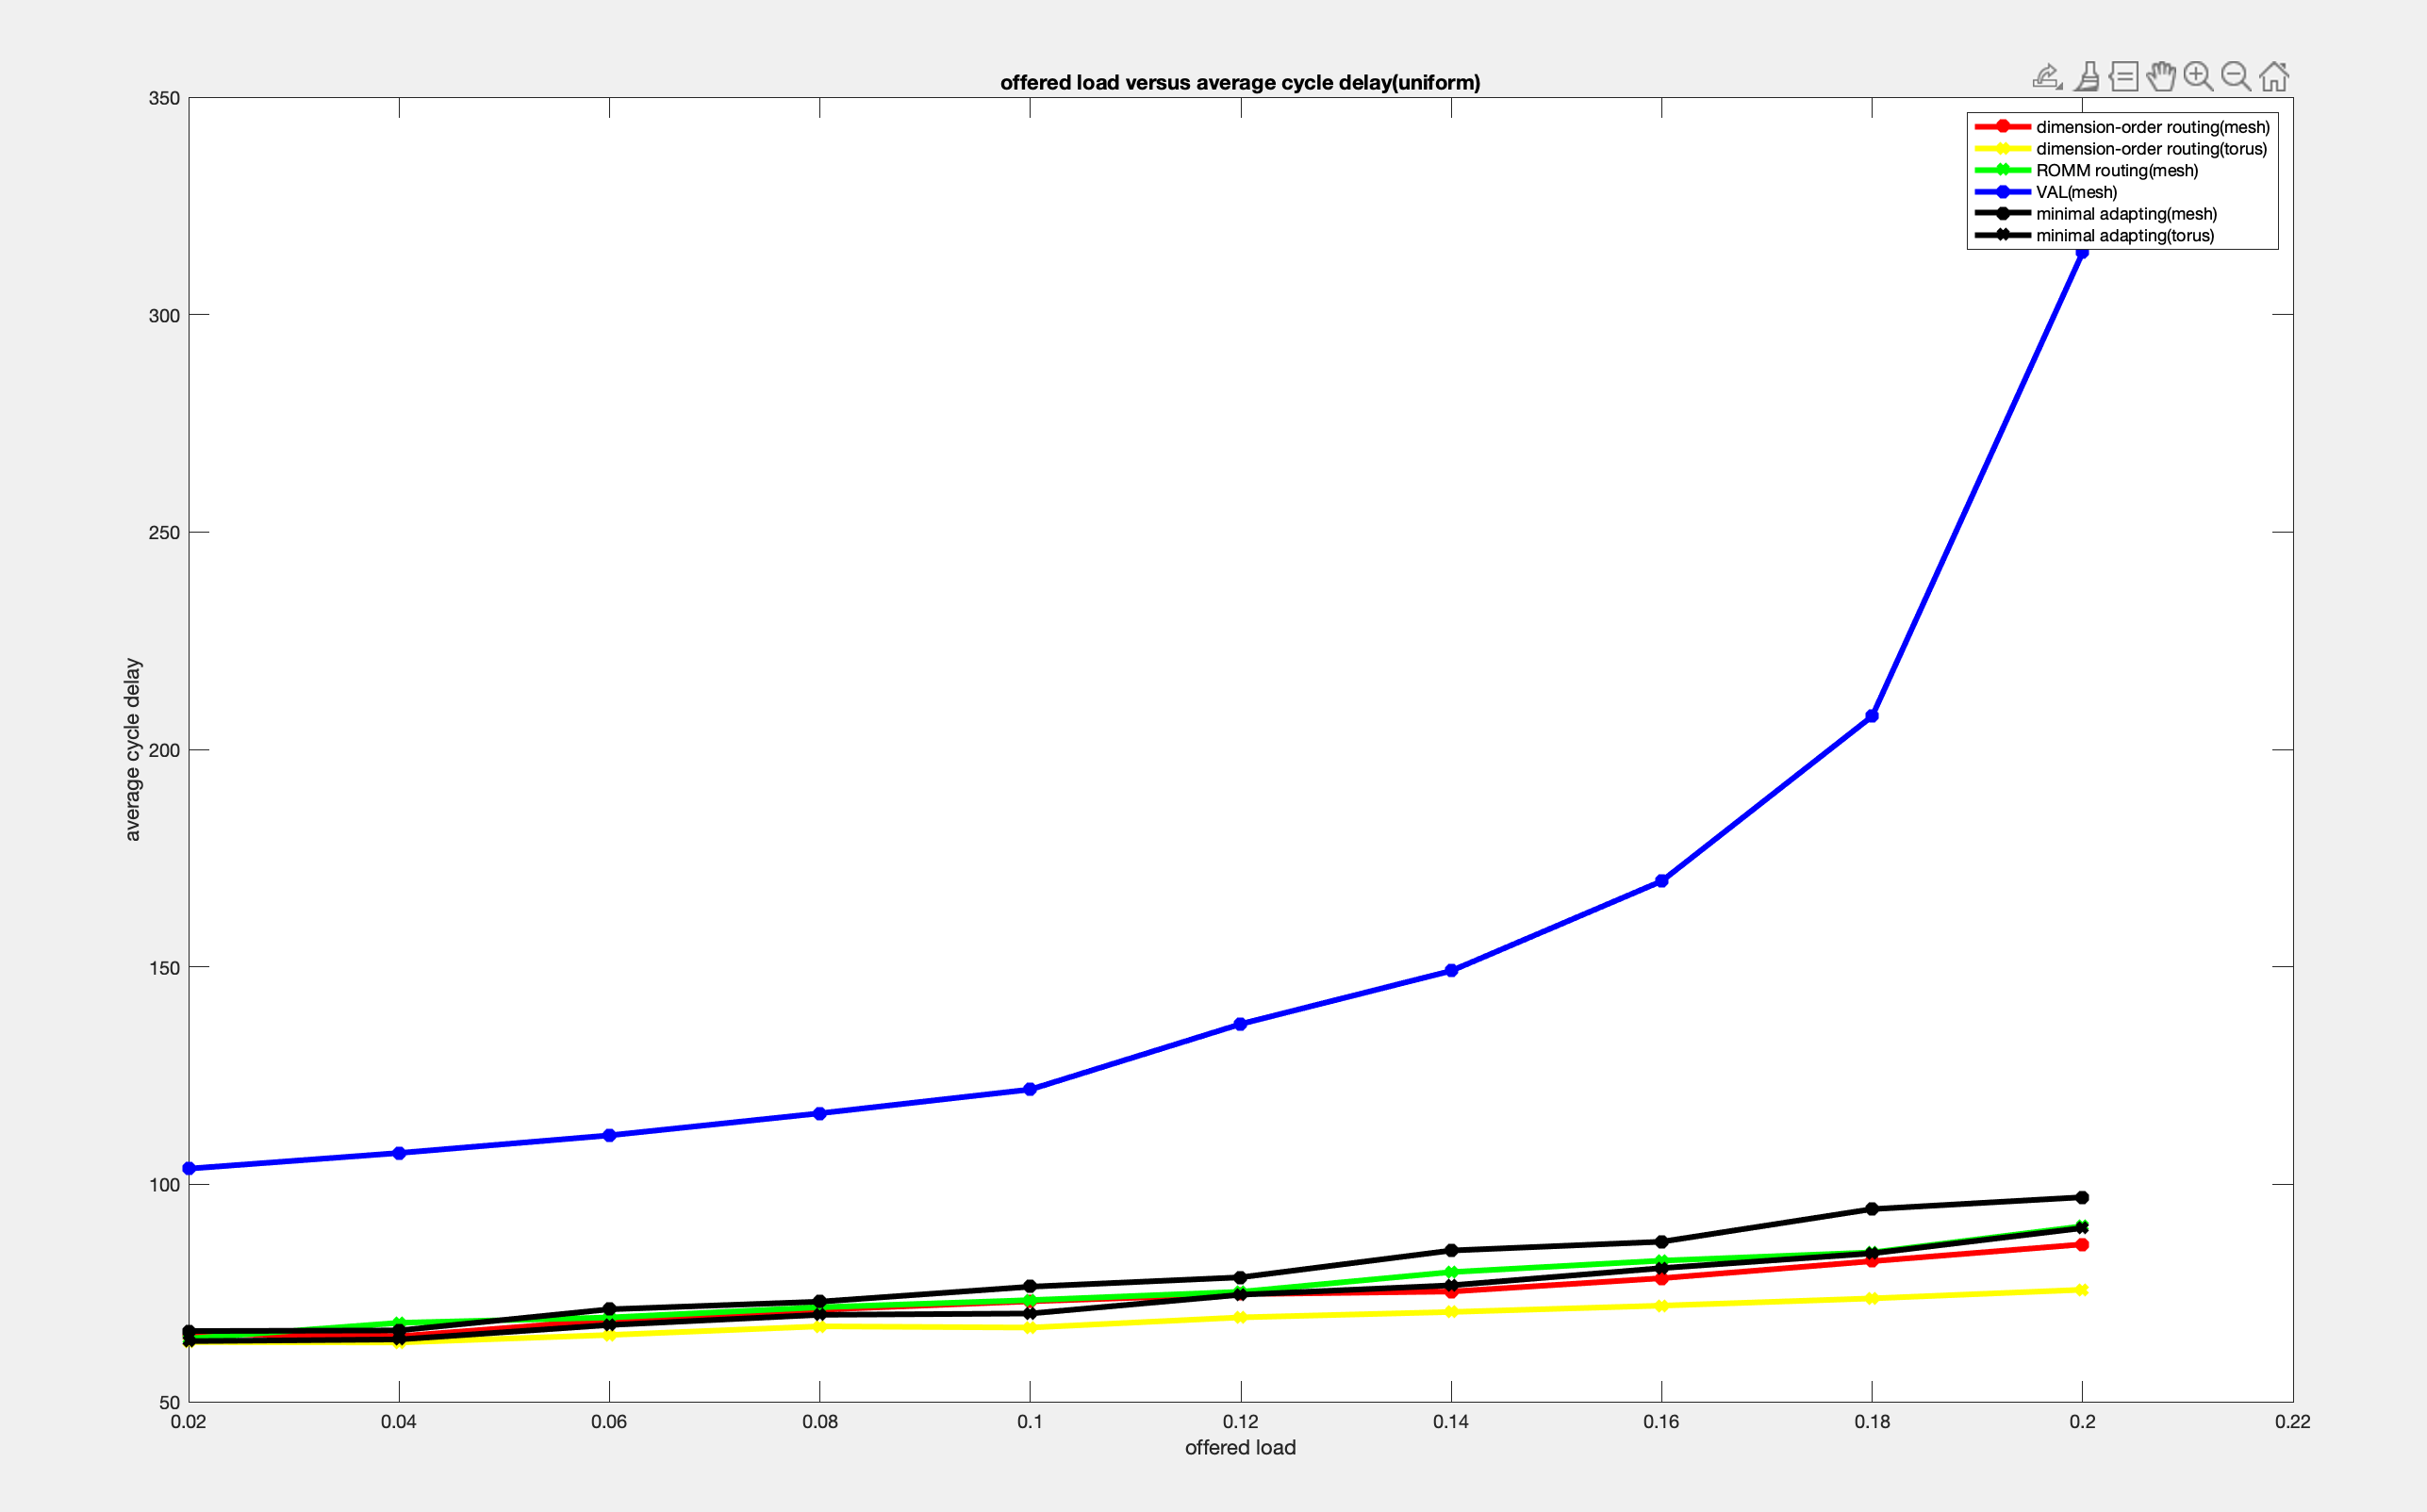 offered load versus average cycle delay(uniform)
350
300
250
200
150
100
50
average cycle delay
dimension-order routing(mesh)
dimension-order routing(torus)
ROMM routing(mesh)
VAL(mesh)
minimal adapting(mesh)
minimal adapting(torus)
0.02 0.04 0.06 0.08 0.1 0.12 0.14 0.16 0.18 0.2 0.22
offered load